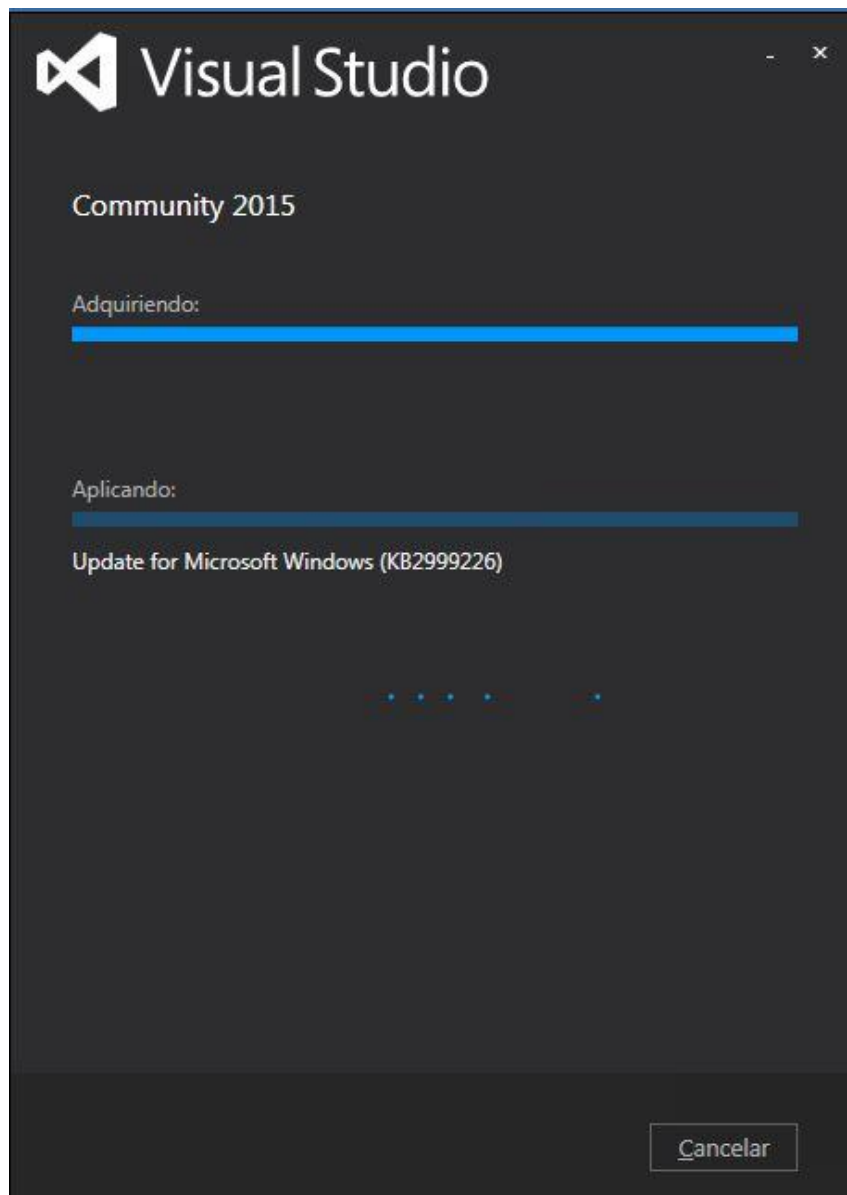 Visual Studio
Community 2015
Adquiriendo:
Aplicando:
Update for Microsoft Windows (KB2999226)
Cancelar